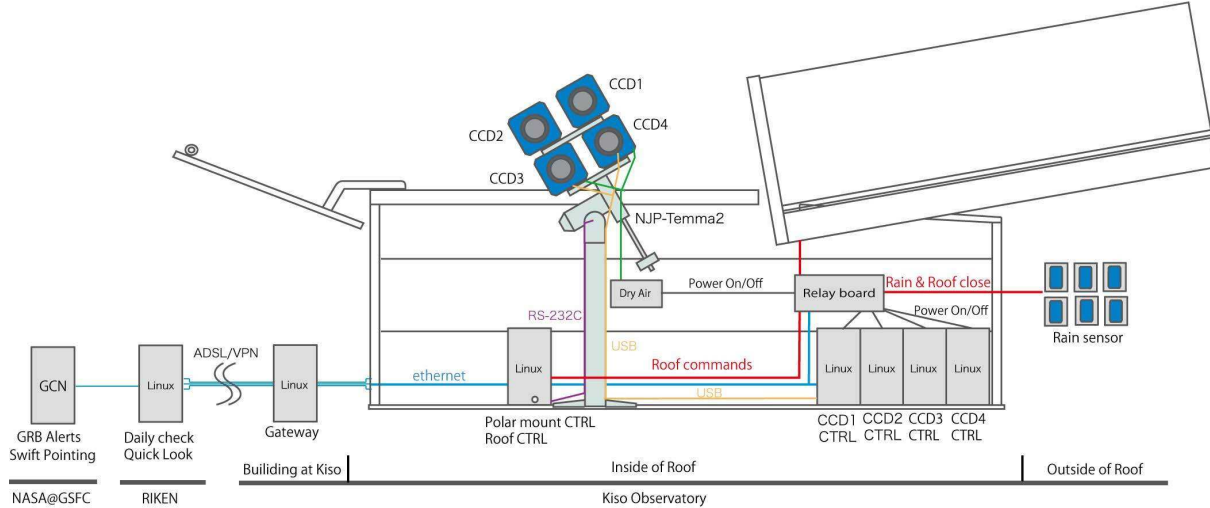 CCD1
CCD2
CCD4
CCD3
NJP-Temma2
Dry Air
Power On/Off
Relay board
Rain & Roof close
Power On/Off
Rain sensor
RS-232C
USB
ADSL/VPN
GCN
Linux
Linux
ethernet
Linux
Roof commands
USB
Linux
Linux
Linux
Linux
GRB Alerts
Swift Pointing
Daily check
Quick Look
Gateway
Polar mount CTRL
Roof CTRL
CCD1
CTRL
CCD2
CTRL
CCD3
CTRL
CCD4
CTRL
Builiding at Kiso
Inside of Roof
Outside of Roof
NASA@GSFC
RIKEN
Kiso Observatory